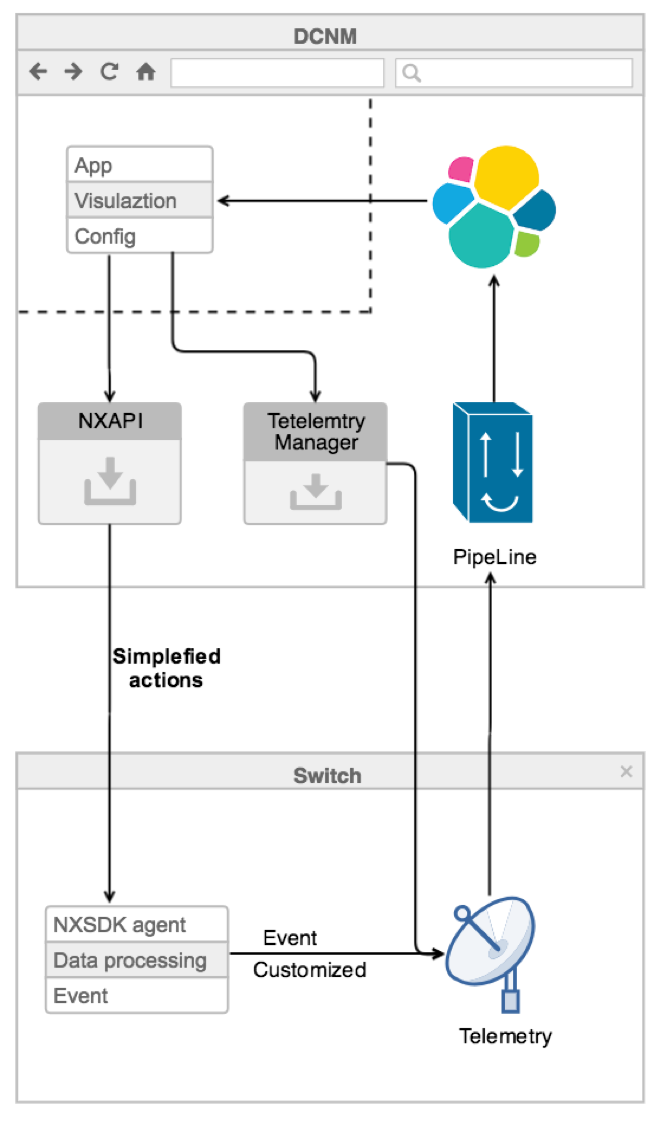 DCNM
App
Visulaztion
Config
NXAPI
Tetelemtry
Manager
PipeLine
Simplefied
actions
Switch
NXSDK agent
Data processing
Event
Event
Customized
Telemetry